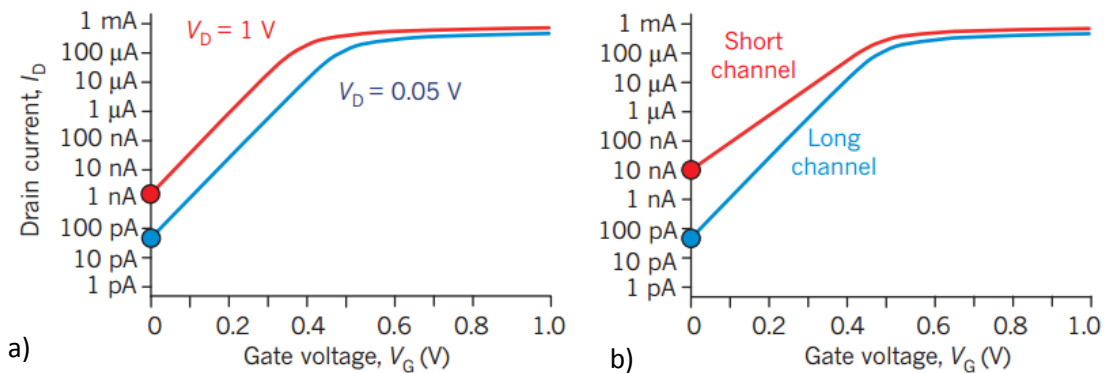 1 mA
100 µA
10 µA
1 µA
100 nA
10 nA
1 nA
100 pA
10 pA
1 pA
Drain current, I_D
V_D = 1 V
V_D = 0.05 V
0 0.2 0.4 0.6 0.8 1.0
Gate voltage, V_G (V)
a)
1 mA
100 µA
10 µA
1 µA
100 nA
10 nA
1 nA
100 pA
10 pA
1 pA
Short
channel
Long
channel
0 0.2 0.4 0.6 0.8 1.0
Gate voltage, V_G (V)
b)